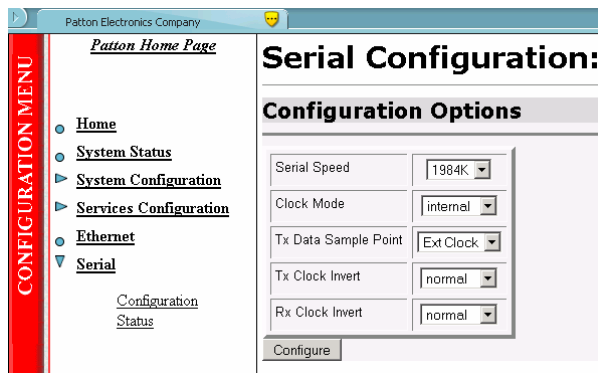 Patton Electronics Company
CONFIGURATION MENU
Patton Home Page
Home
System Status
System Configuration
Services Configuration
Ethernet
Serial
Configuration
Status
Serial Configuration:
Configuration Options
Serial Speed 1984K
Clock Mode internal
Tx Data Sample Point Ext Clock
Tx Clock Invert normal
Rx Clock Invert normal
Configure